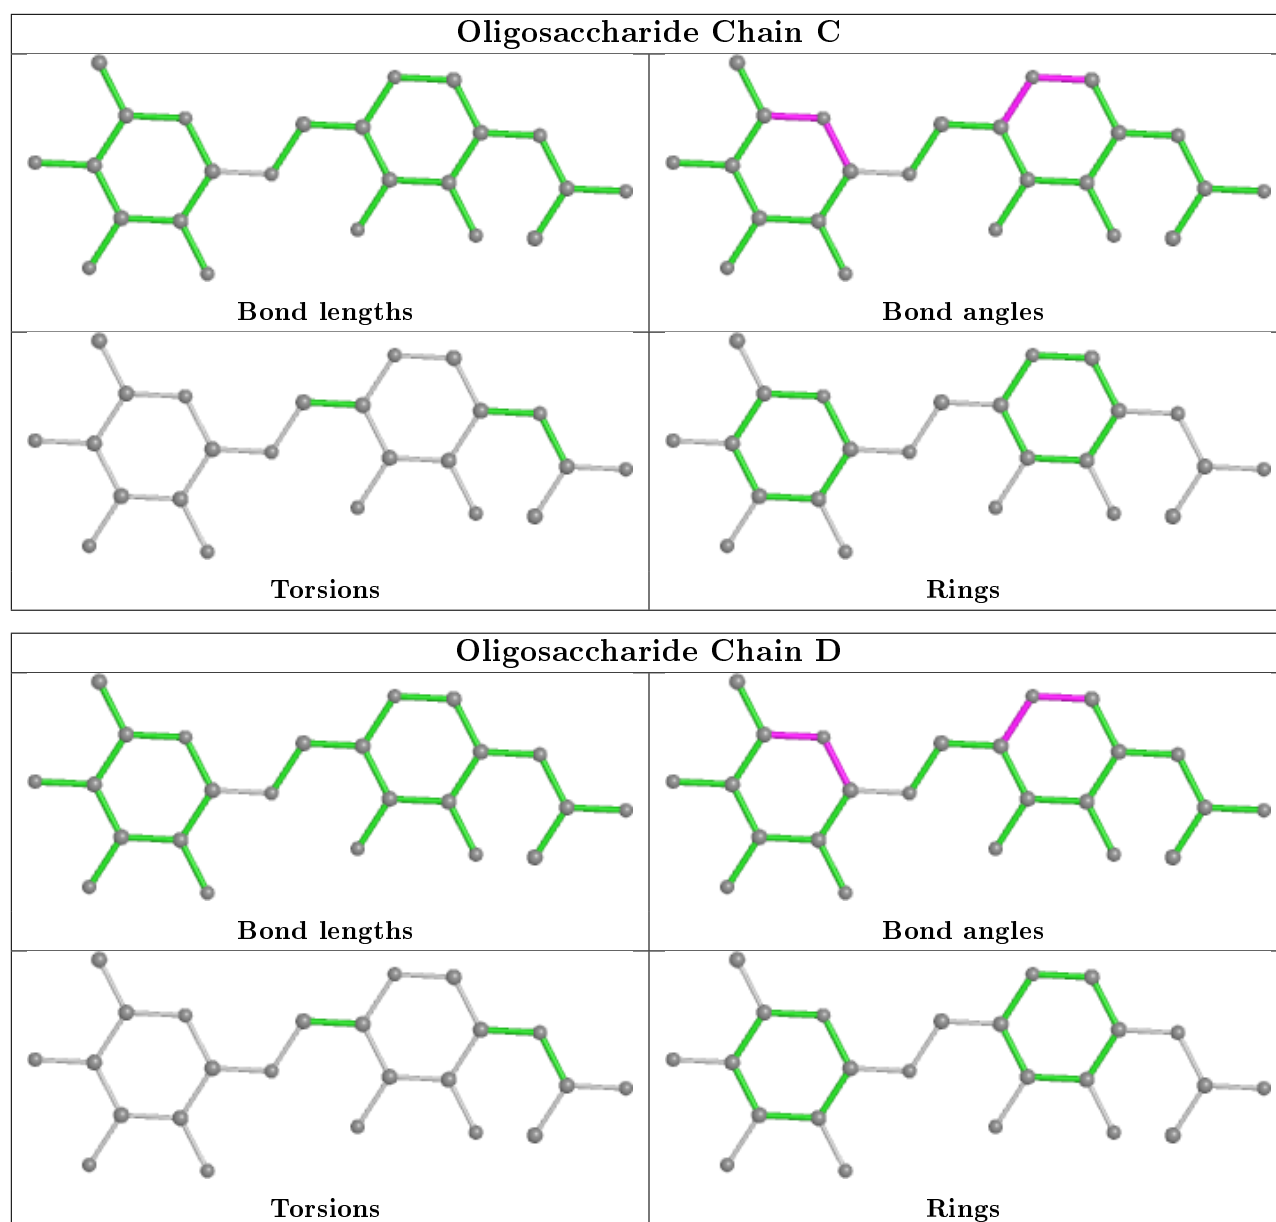 Oligosaccharide Chain C
Bond lengths
Bond angles
Torsions
Rings
Oligosaccharide Chain D
Bond lengths
Bond angles
Torsions
Rings